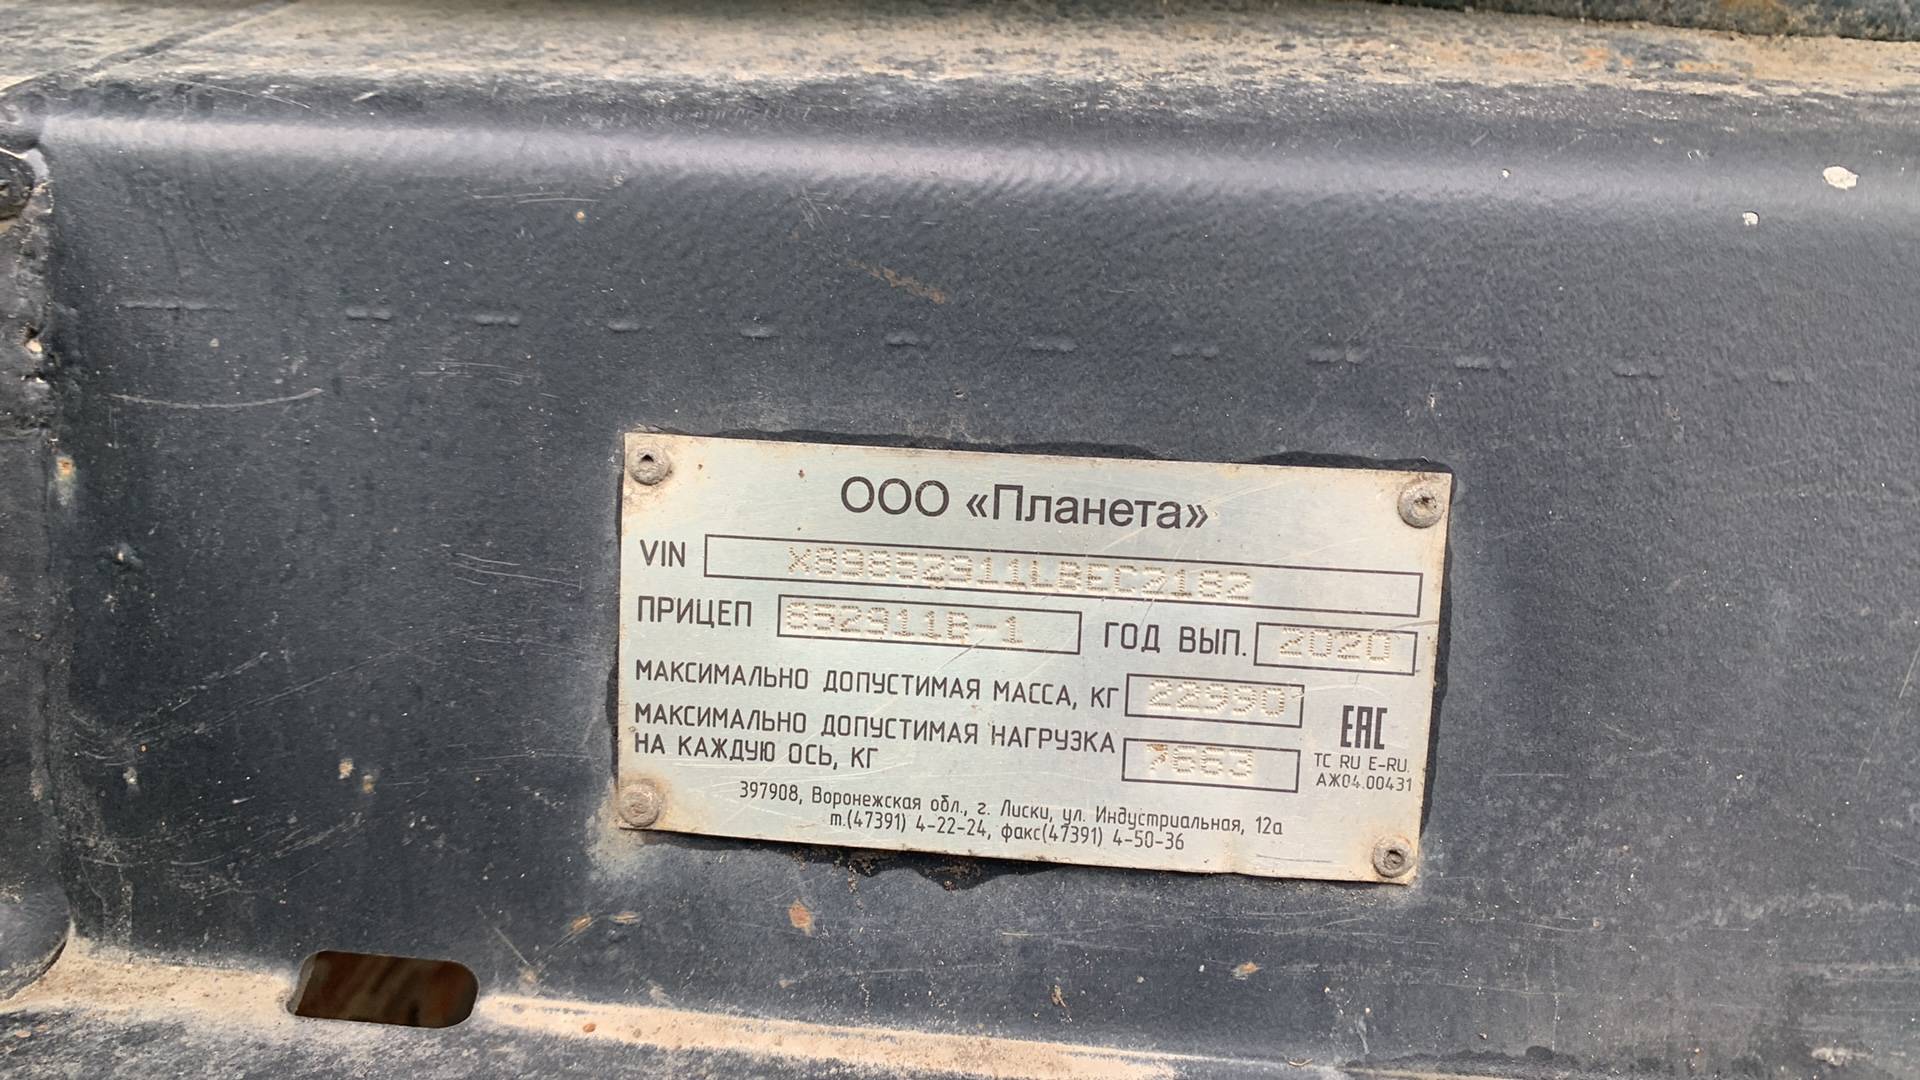 ООО «Планета»
VIN X89852911LBEC2182
ПРИЦЕП 852911В-1 ГОД ВЫП. 2020
МАКСИМАЛЬНО ДОПУСТИМАЯ МАССА, КГ 22990
МАКСИМАЛЬНО ДОПУСТИМАЯ НАГРУЗКА
НА КАЖДУЮ ОСЬ, КГ 7663
EAC
ТС RU Е-RU.
АЖ04.00431
397908, Воронежская обл., г. Лиски, ул. Индустриальная, 12а
т.(47391) 4-22-24, факс(47391) 4-50-36